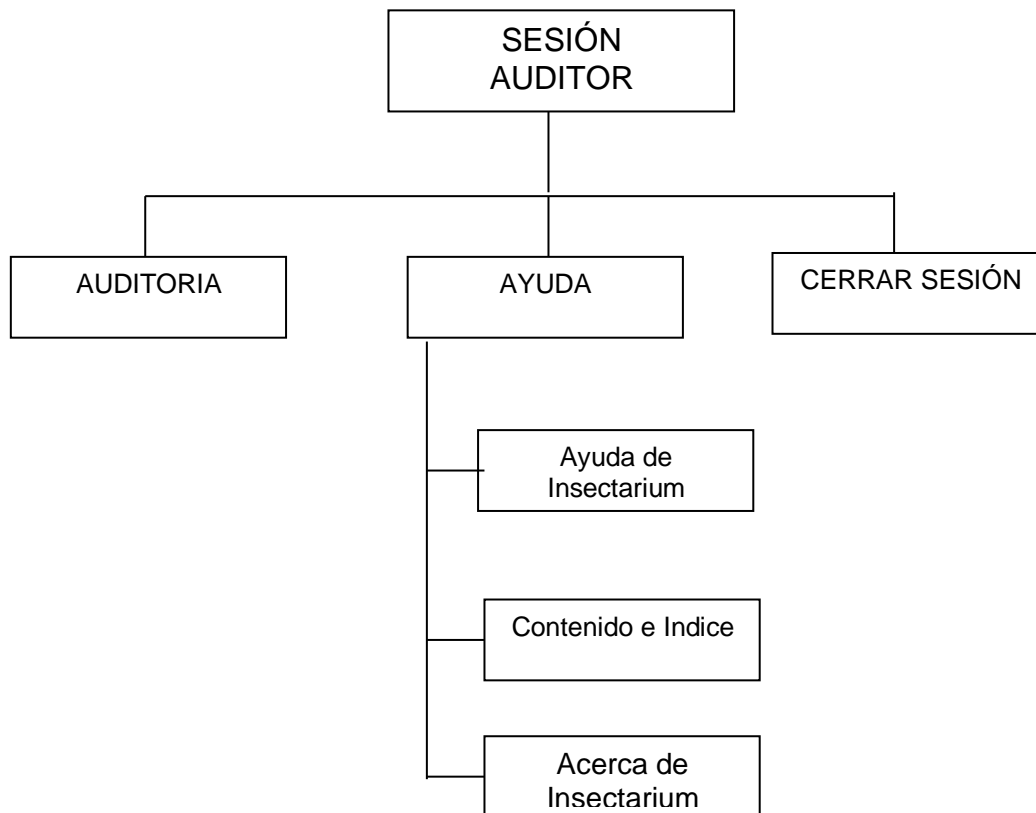 SESIÓN
AUDITOR
AUDITORIA
AYUDA
CERRAR SESIÓN
Ayuda de
Insectarium
Contenido e Indice
Acerca de
Insectarium